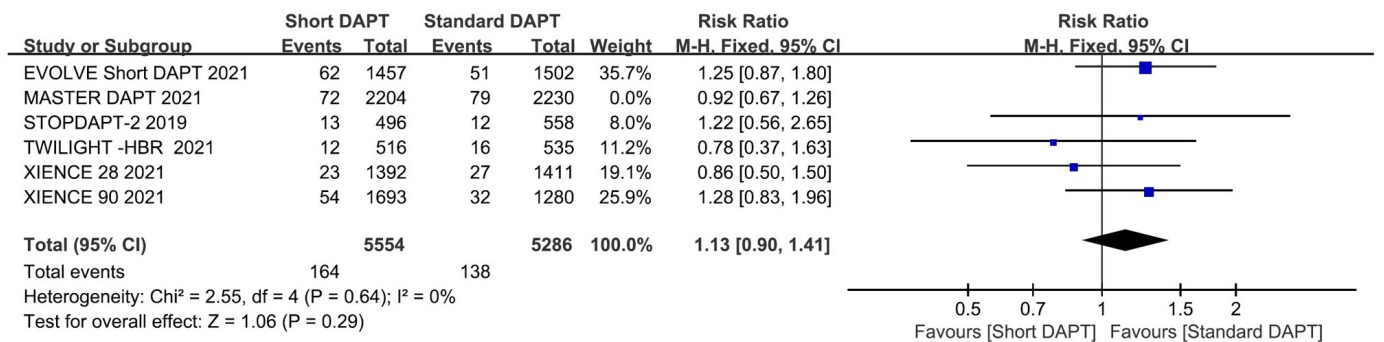 Short DAPT Standard DAPT Risk Ratio Risk Ratio
Study or Subgroup Events Total Events Total Weight M-H. Fixed. 95% CI M-H. Fixed. 95% CI
EVOLVE Short DAPT 2021 62 1457 51 1502 35.7% 1.25 [0.87, 1.80]
MASTER DAPT 2021 72 2204 79 2230 0.0% 0.92 [0.67, 1.26]
STOPDAPT-2 2019 13 496 12 558 8.0% 1.22 [0.56, 2.65]
TWILIGHT -HBR 2021 12 516 16 535 11.2% 0.78 [0.37, 1.63]
XIENCE 28 2021 23 1392 27 1411 19.1% 0.86 [0.50, 1.50]
XIENCE 90 2021 54 1693 32 1280 25.9% 1.28 [0.83, 1.96]
Total (95% CI) 5554 5286 100.0% 1.13 [0.90, 1.41]
Total events 164 138
Heterogeneity: Chi² = 2.55, df = 4 (P = 0.64); I² = 0%
Test for overall effect: Z = 1.06 (P = 0.29)
0.5 0.7 1 1.5 2
Favours [Short DAPT] Favours [Standard DAPT]